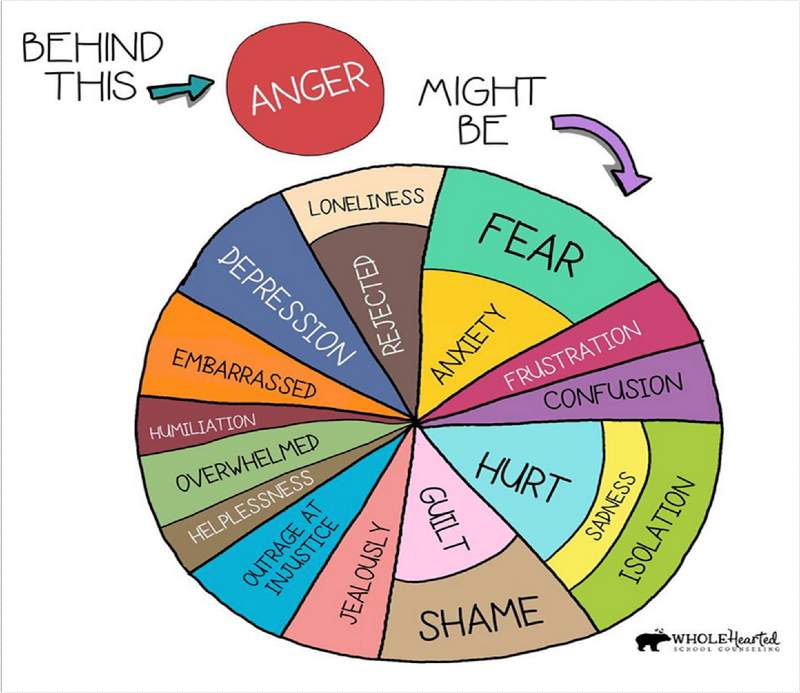 BEHIND
THIS
ANGER
MIGHT
BE
LONELINESS
REJECTED
FEAR
ANXIETY
FRUSTRATION
CONFUSION
HURT
SADNESS
ISOLATION
GUILT
SHAME
JEALOUSLY
OUTRAGE AT
INJUSTICE
HELPLESSNESS
OVERWHELMED
HUMILIATION
EMBARRASSED
DEPRESSION
WHOLEHearted
SCHOOL COUNSELING